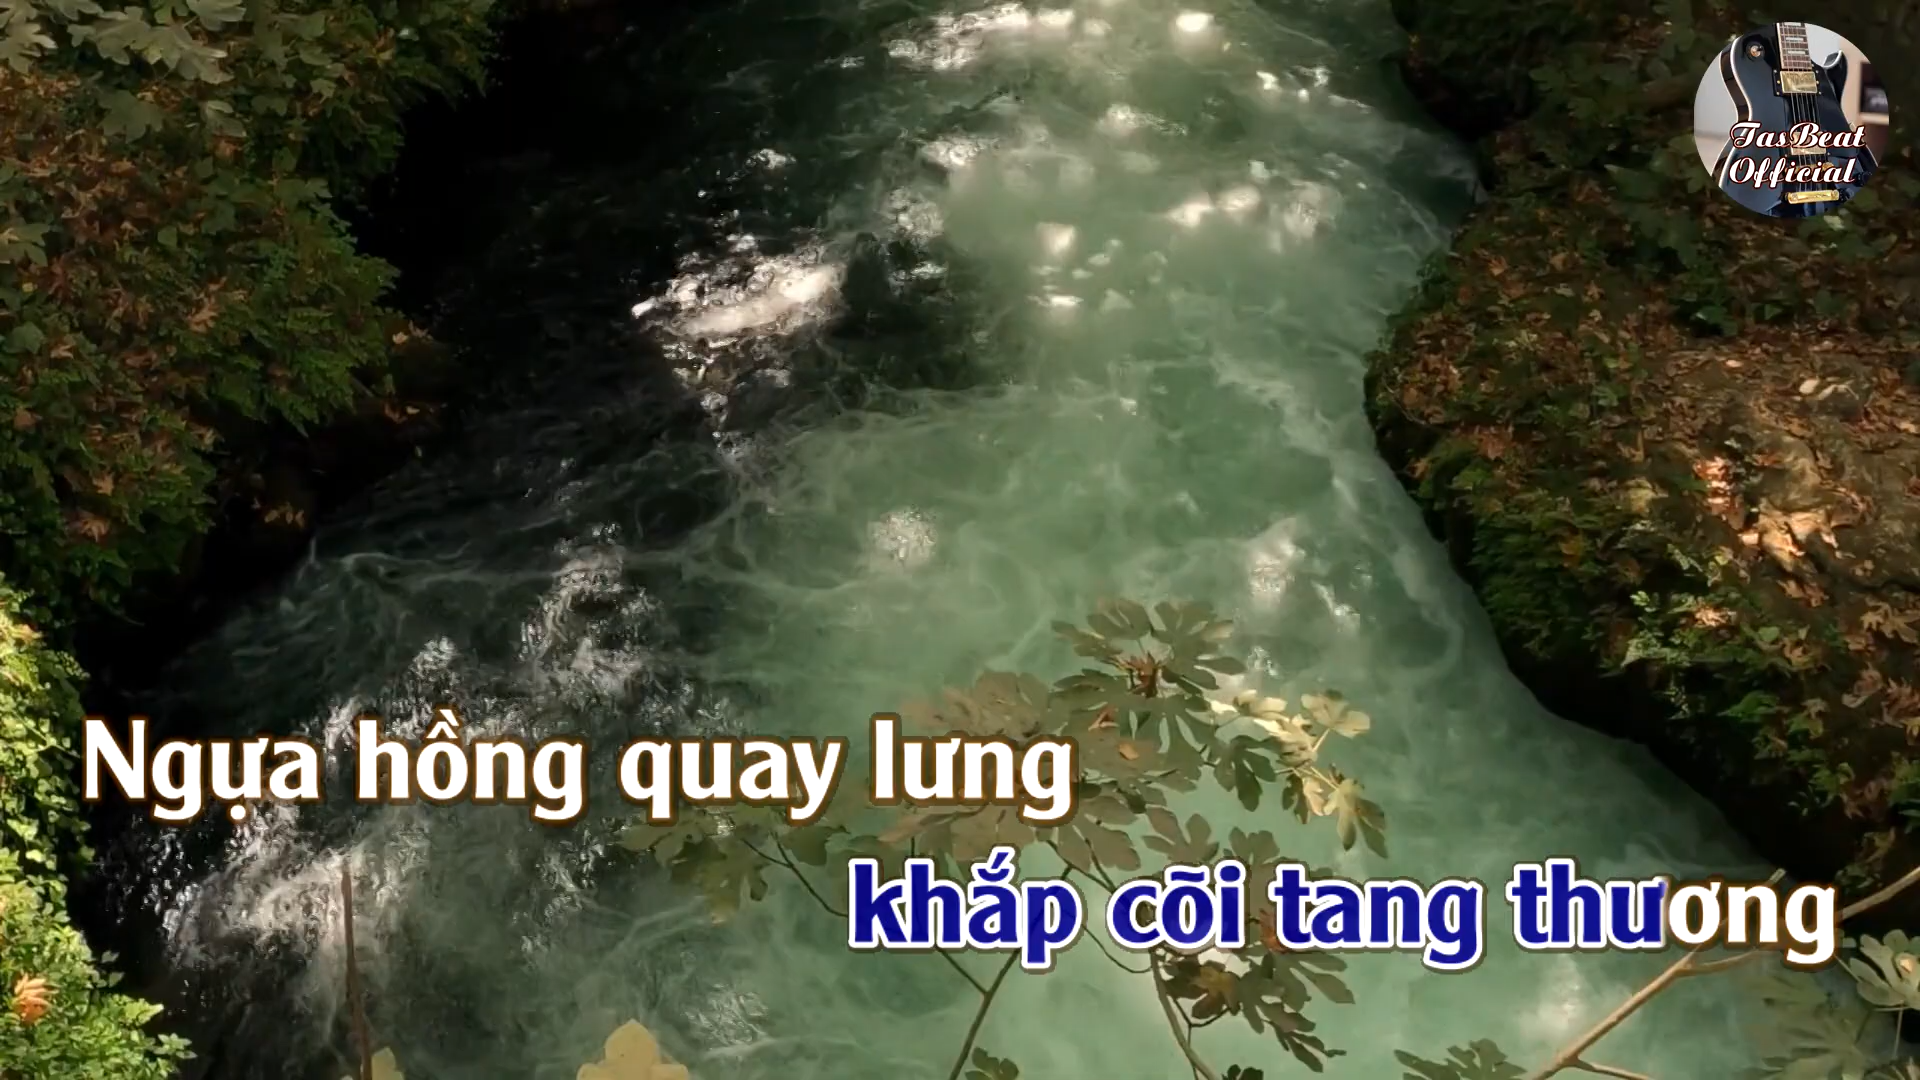 TasBeat
Official
Ngựa hồng quay lưng
khắp cõi tang thương